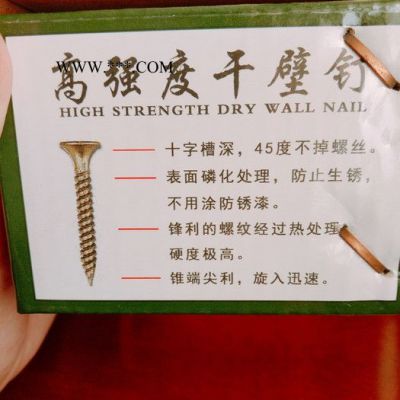 WWW.    .COM
高强度干壁钉
HIGH STRENGTH DRY WALL NAIL
十字槽深，45度不掉螺丝。
表面磷化处理，防止生锈，
不用涂防锈漆。
锋利的螺纹经过热处理
硬度极高。
锥端尖利，旋入迅速。